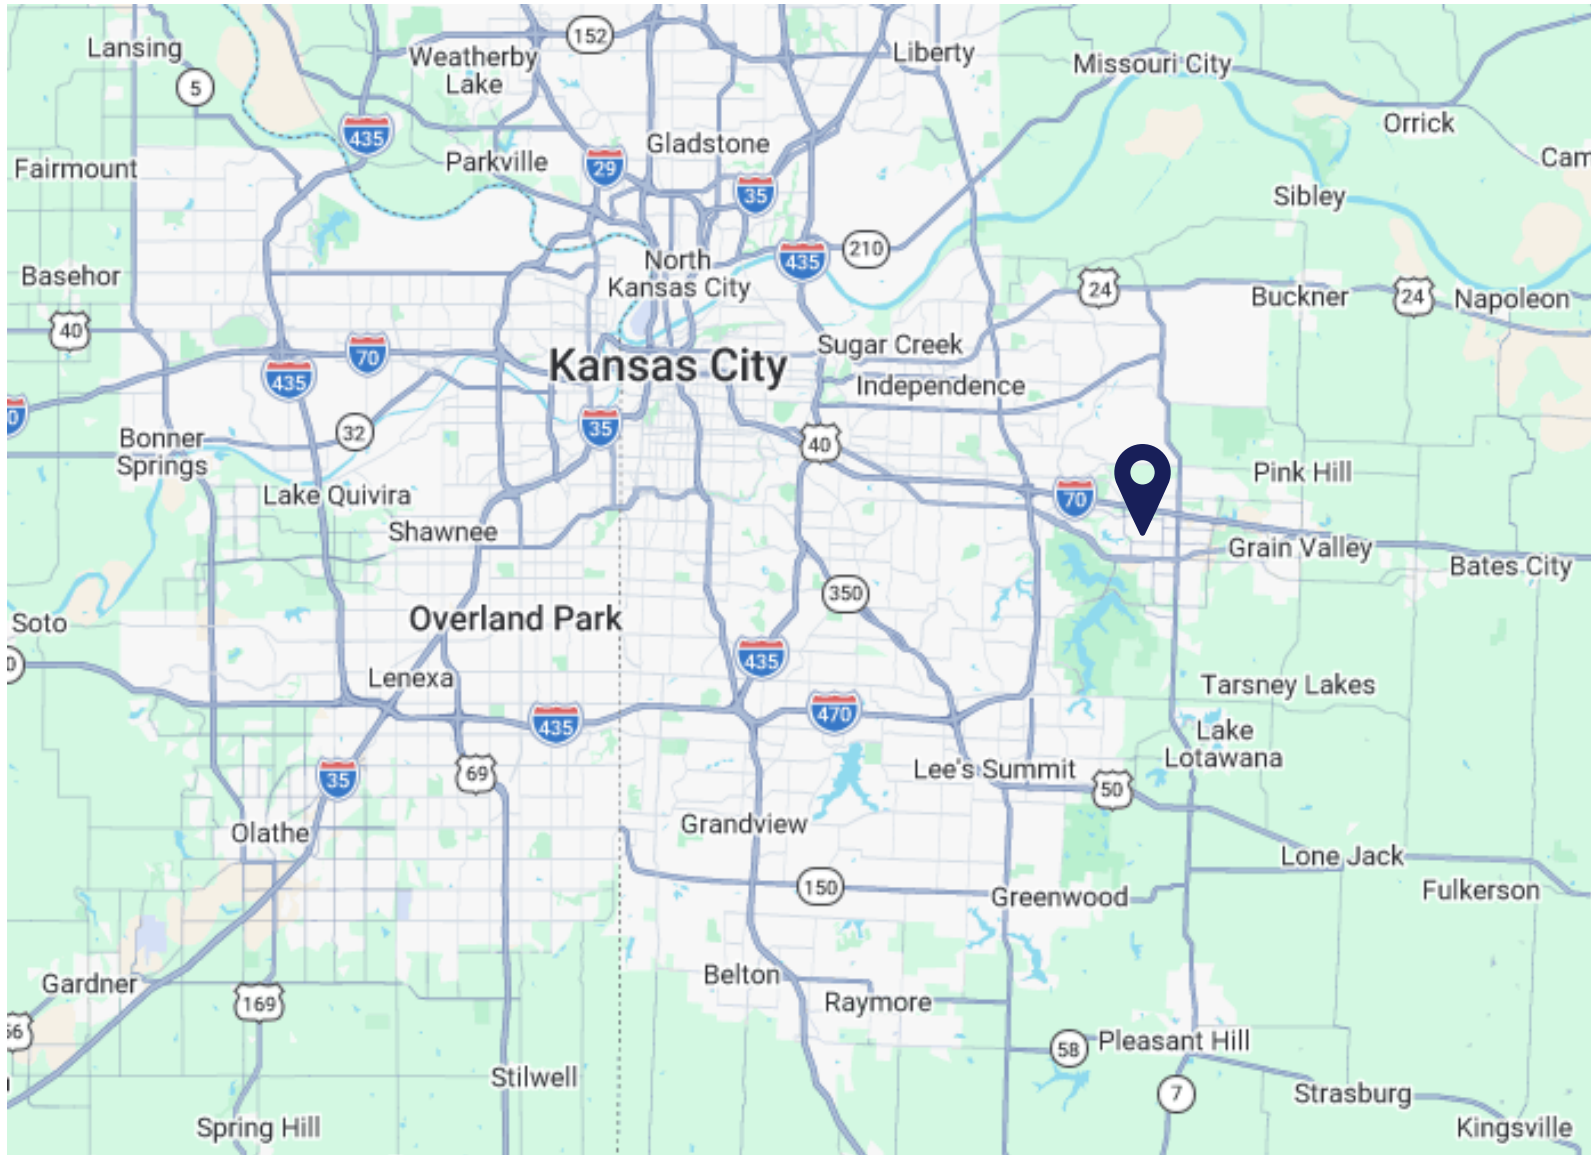 Lansing
Weatherby
Lake
152
Liberty
Missouri City
5
435
Orrick
Fairmount
Parkville
29
Gladstone
35
Cam
Sibley
Basehor
North
Kansas City
435
210
24
Buckner
24
Napoleon
40
70
435
Kansas City
Sugar Creek
Independence
0
32
35
40
Bonner
Springs
Lake Quivira
Shawnee
70
Pink Hill
Grain Valley
Bates City
Soto
Overland Park
350
0
Lenexa
435
435
470
Tarsney Lakes
Lake
Lotawana
35
69
Lee's Summit
50
Olathe
Grandview
Lone Jack
150
Greenwood
Fulkerson
Gardner
169
Belton
Raymore
56
58
Pleasant Hill
Stilwell
7
Strasburg
Spring Hill
Kingsville